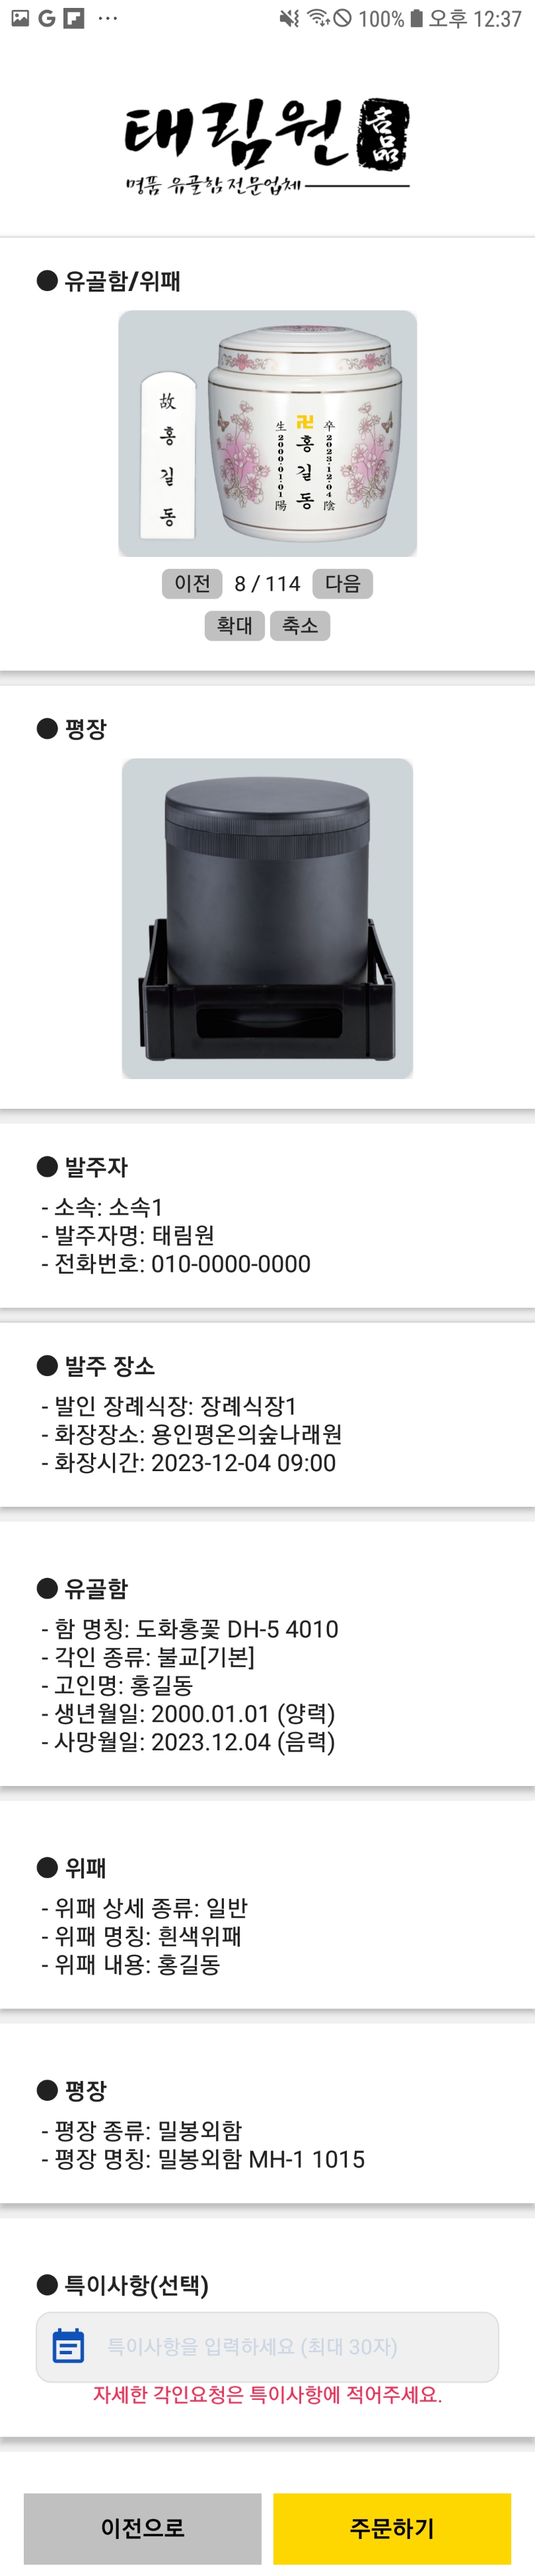 100% 오후 12:37
태림원 명품
명품 유골함 전문업체
● 유골함/위패
故
홍
길
동
生 2000.01.01 陽
卍 홍길동
卒 2023.12.04 陰
이전 8 / 114 다음
확대 축소
● 평장
● 발주자
- 소속: 소속1
- 발주자명: 태림원
- 전화번호: 010-0000-0000
● 발주 장소
- 발인 장례식장: 장례식장1
- 화장장소: 용인평온의숲나래원
- 화장시간: 2023-12-04 09:00
● 유골함
- 함 명칭: 도화홍꽃 DH-5 4010
- 각인 종류: 불교[기본]
- 고인명: 홍길동
- 생년월일: 2000.01.01 (양력)
- 사망월일: 2023.12.04 (음력)
● 위패
- 위패 상세 종류: 일반
- 위패 명칭: 흰색위패
- 위패 내용: 홍길동
● 평장
- 평장 종류: 밀봉외함
- 평장 명칭: 밀봉외함 MH-1 1015
● 특이사항(선택)
특이사항을 입력하세요 (최대 30자)
자세한 각인요청은 특이사항에 적어주세요.
이전으로 주문하기